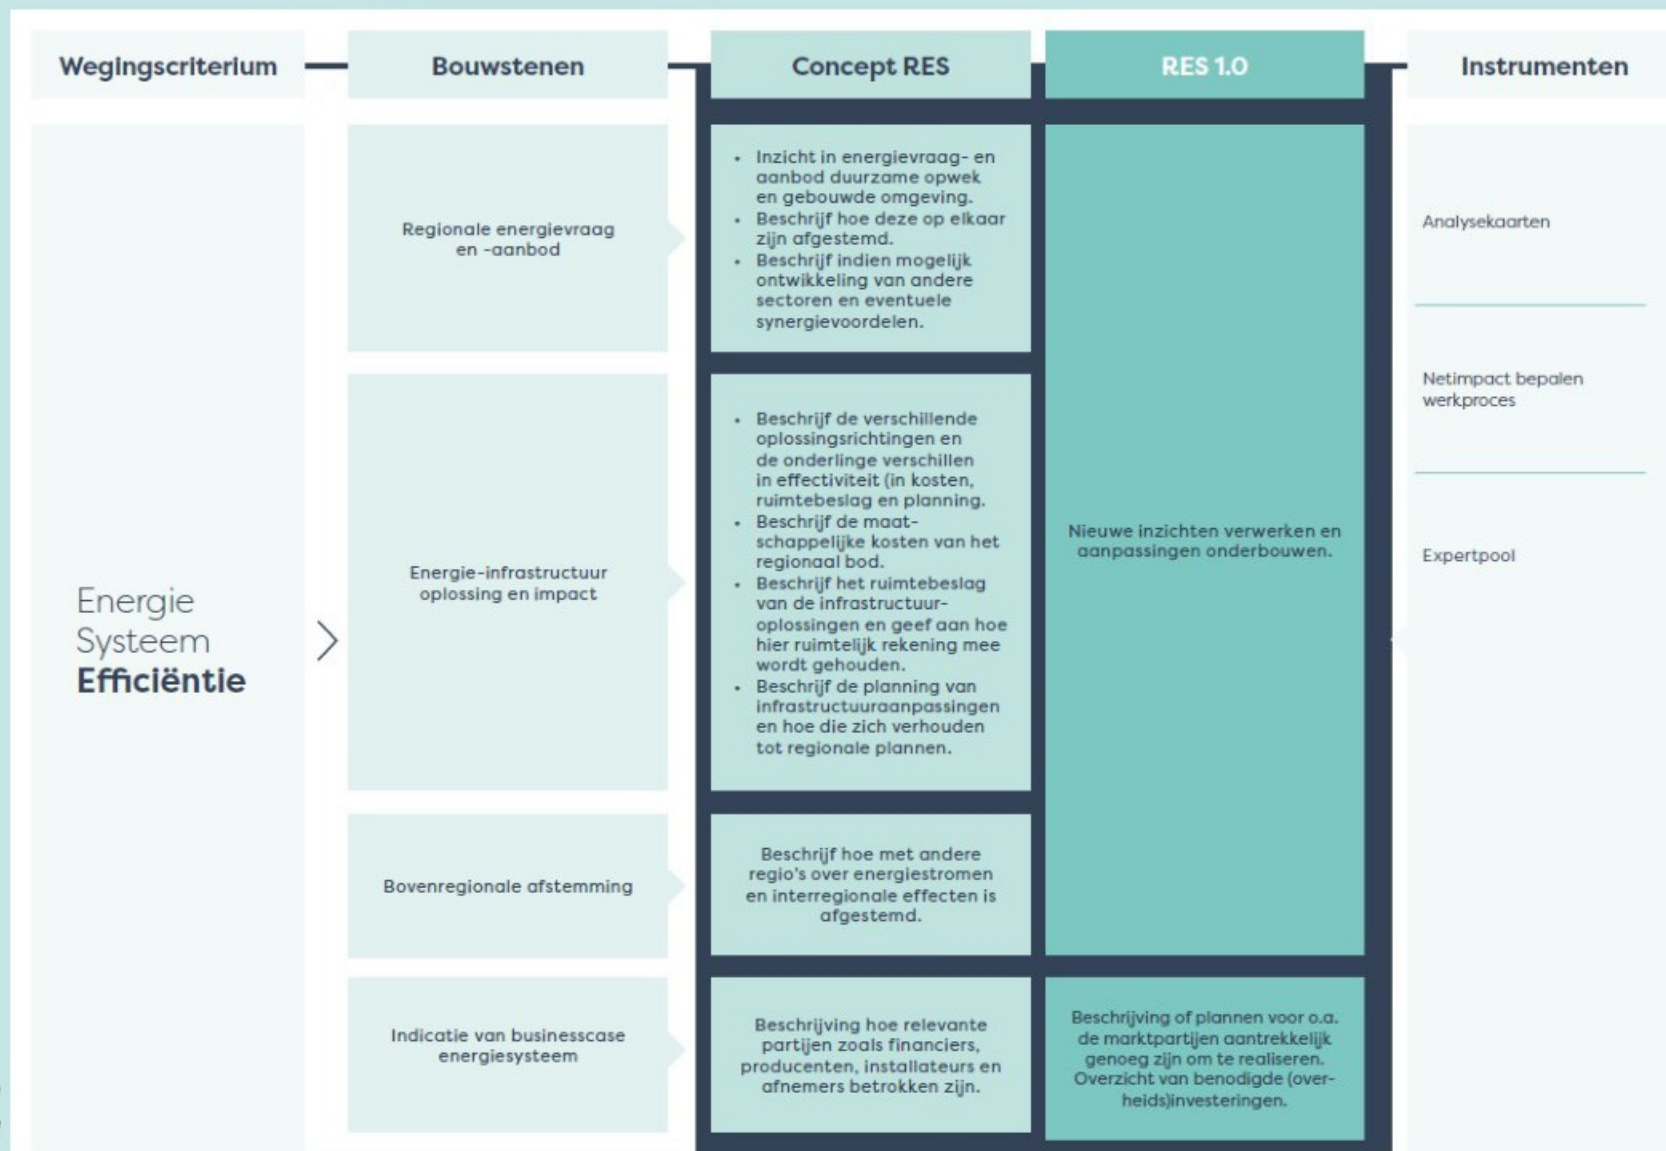 Wegingscriterium
Bouwstenen
Concept RES
RES 1.0
Instrumenten
Energie
Systeem
Efficiëntie
Regionale energievraag
en -aanbod
• Inzicht in energievraag- en
aanbod duurzame opwek
en gebouwde omgeving.
• Beschrijf hoe deze op elkaar
zijn afgestemd.
• Beschrijf indien mogelijk
ontwikkeling van andere
sectoren en eventuele
synergievoordelen.
Energie-infrastructuur
oplossing en impact
• Beschrijf de verschillende
oplossingsrichtingen en
de onderlinge verschillen
in effectiviteit (in kosten,
ruimtebeslag en planning.
• Beschrijf de maat-
schappelijke kosten van het
regionaal bod.
• Beschrijf het ruimtebeslag
van de infrastructuur-
oplossingen en geef aan hoe
hier ruimtelijk rekening mee
wordt gehouden.
• Beschrijf de planning van
infrastructuuraanpassingen
en hoe die zich verhouden
tot regionale plannen.
Bovenregionale afstemming
Beschrijf hoe met andere
regio's over energiestromen
en interregionale effecten is
afgestemd.
Nieuwe inzichten verwerken en
aanpassingen onderbouwen.
Indicatie van businesscase
energiesysteem
Beschrijving hoe relevante
partijen zoals financiers,
producenten, installateurs en
afnemers betrokken zijn.
Beschrijving of plannen voor o.a.
de marktpartijen aantrekkelijk
genoeg zijn om te realiseren.
Overzicht van benodigde (over-
heids)investeringen.
Analysekaarten
Netimpact bepalen
werkproces
Expertpool